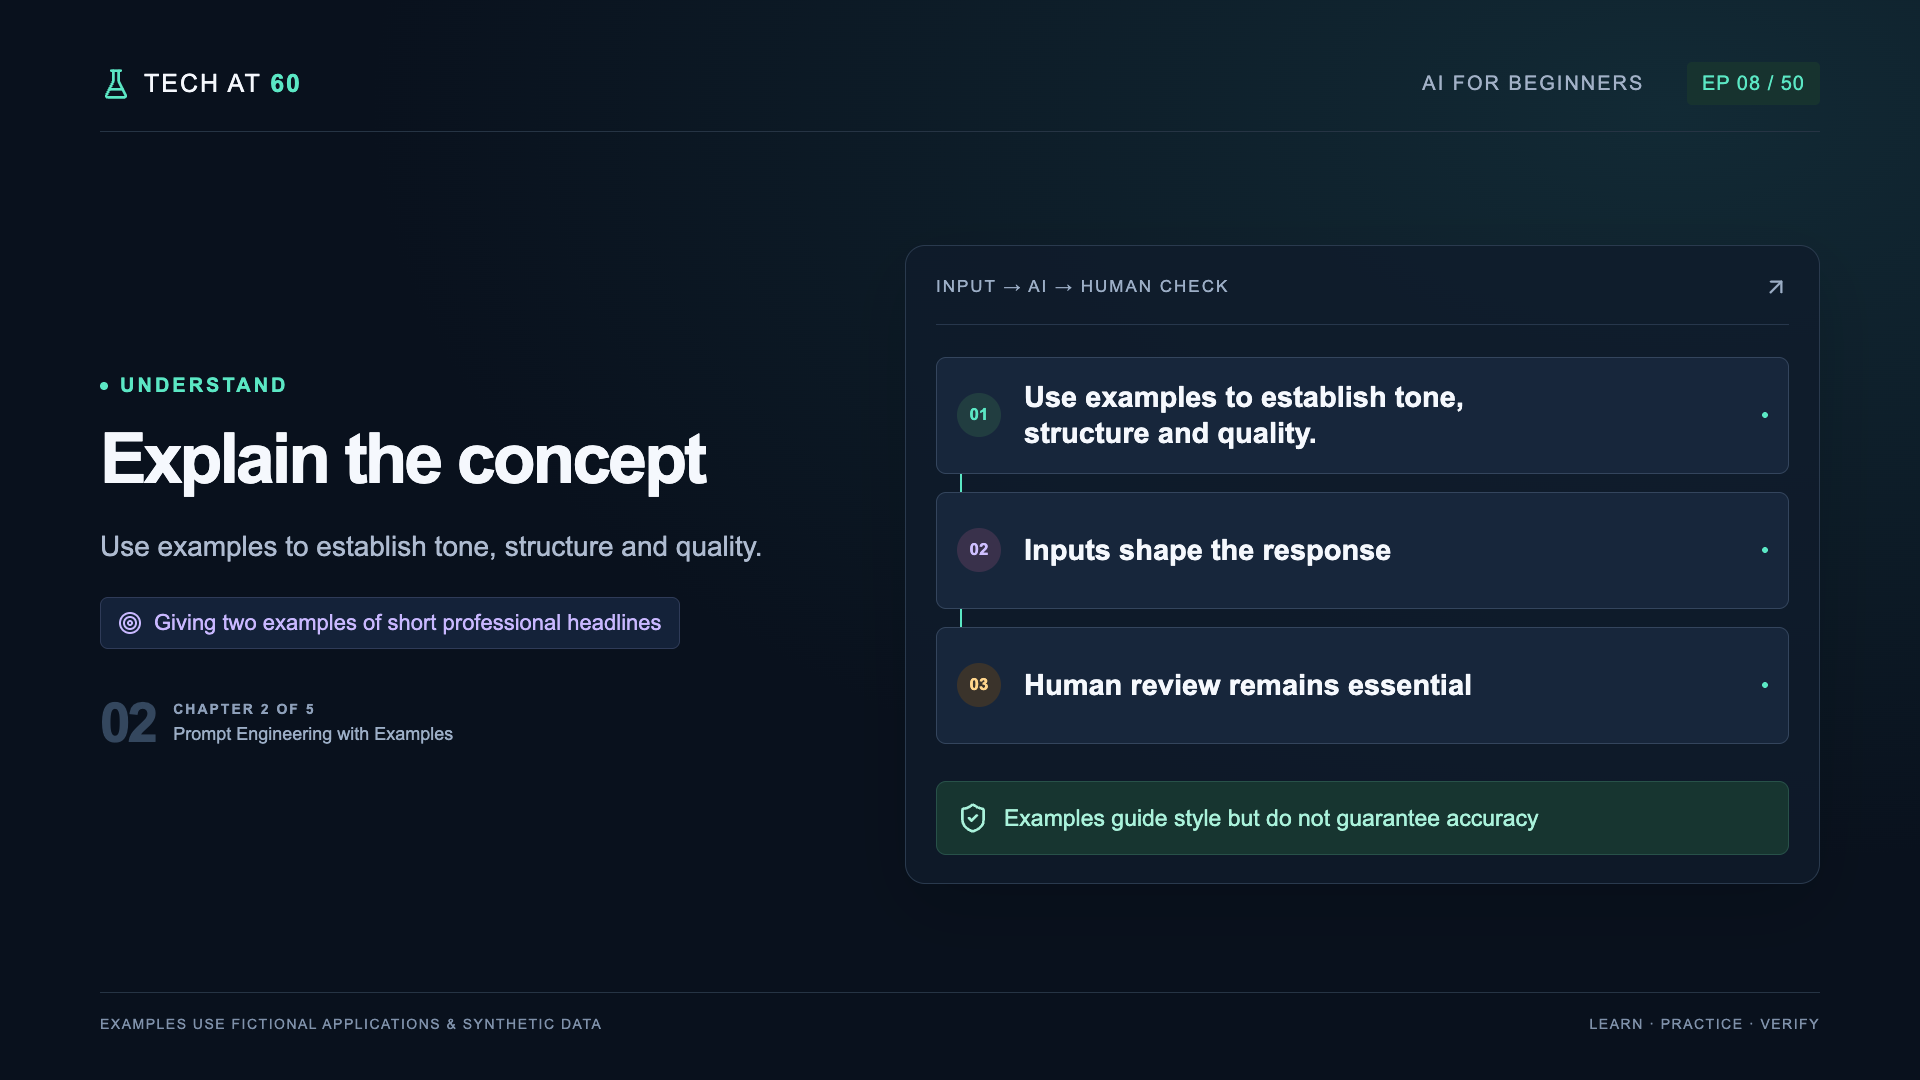 TECH AT 60
AI FOR BEGINNERS
EP 08 / 50
UNDERSTAND
Explain the concept
Use examples to establish tone, structure and quality.
Giving two examples of short professional headlines
02
CHAPTER 2 OF 5
Prompt Engineering with Examples
INPUT → AI → HUMAN CHECK
01
Use examples to establish tone,
structure and quality.
02
Inputs shape the response
03
Human review remains essential
Examples guide style but do not guarantee accuracy
EXAMPLES USE FICTIONAL APPLICATIONS & SYNTHETIC DATA
LEARN · PRACTICE · VERIFY